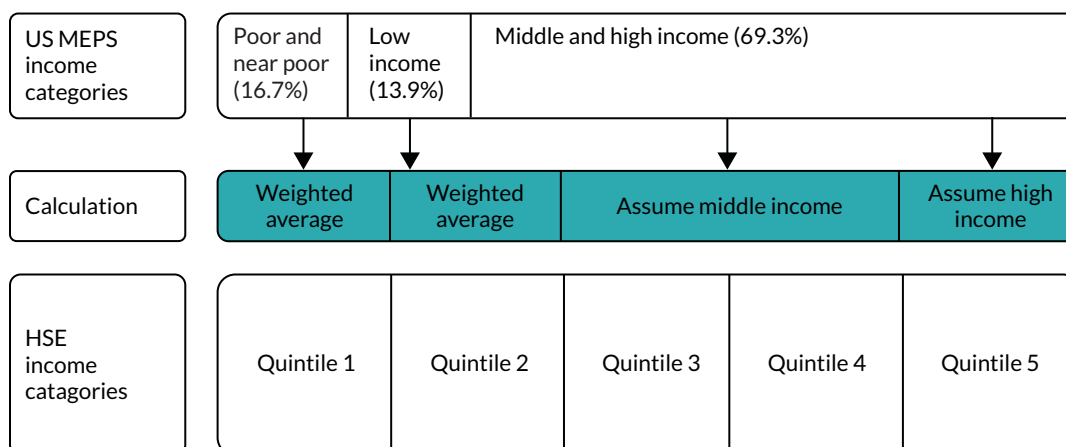 US MEPS
income
categories
Poor and
near poor
(16.7%)
Low
income
(13.9%)
Middle and high income (69.3%)
Calculation
Weighted
average
Weighted
average
Assume middle income
Assume high
income
HSE
income
catagories
Quintile 1
Quintile 2
Quintile 3
Quintile 4
Quintile 5